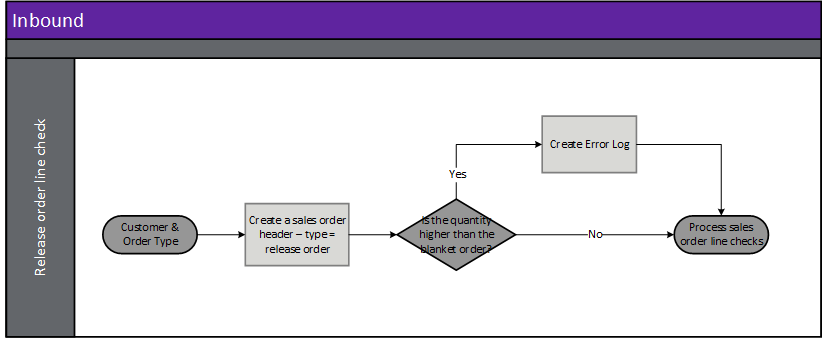 Inbound
Release order line check
Customer &
Order Type
Create a sales order
header – type =
release order
Is the quantity
higher than the
blanket order?
Yes
Create Error Log
No
Process sales
order line checks